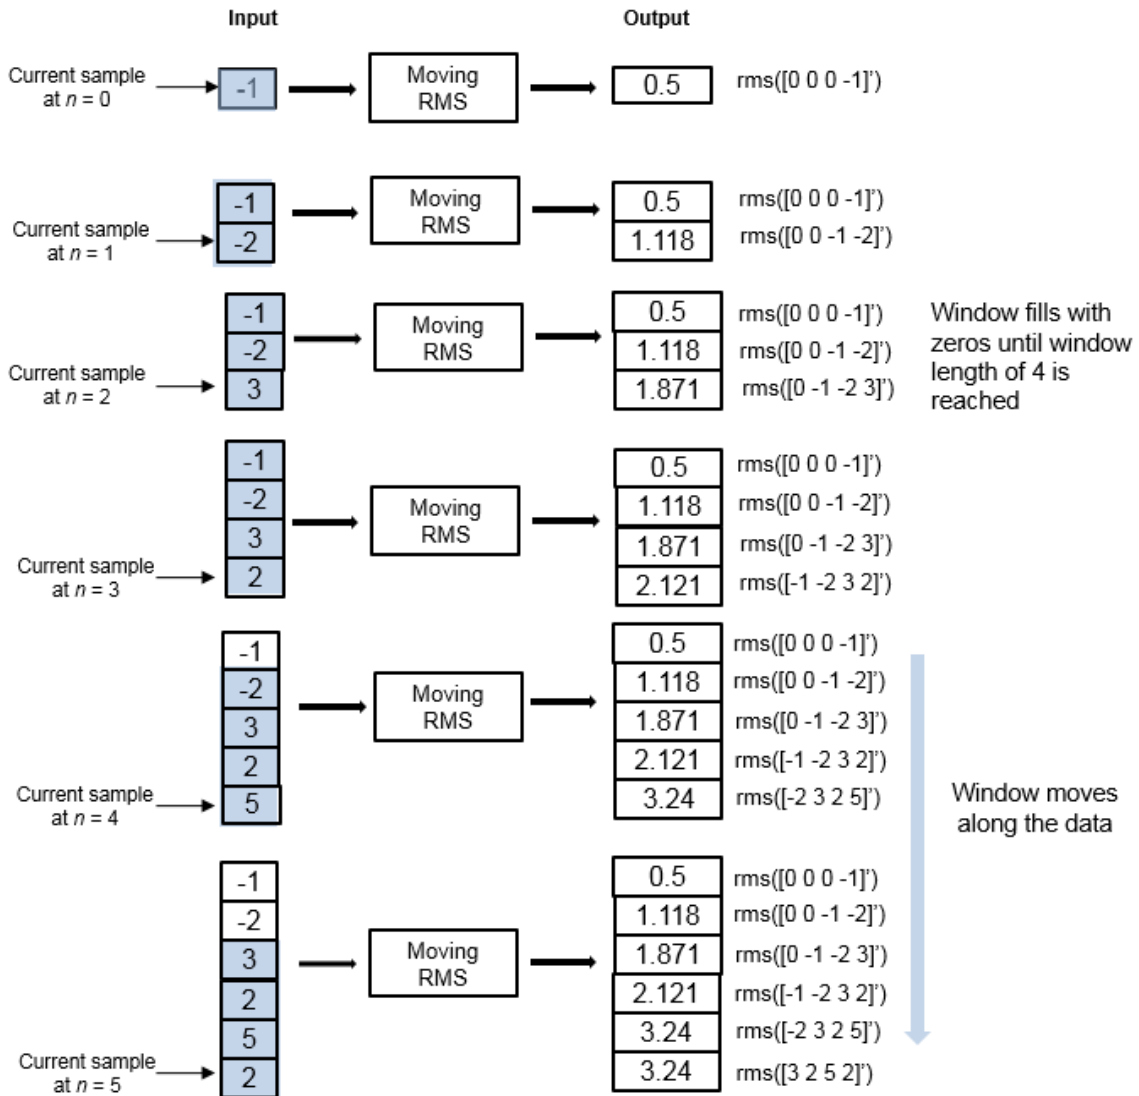 Input
Output
Current sample
at n = 0
-1
Moving
RMS
0.5
rms([0 0 0 -1]’)
Current sample
at n = 1
-1
-2
Moving
RMS
0.5
1.118
rms([0 0 0 -1]’)
rms([0 0 -1 -2]’)
Current sample
at n = 2
-1
-2
3
Moving
RMS
0.5
1.118
1.871
rms([0 0 0 -1]’)
rms([0 0 -1 -2]’)
rms([0 -1 -2 3]’)
Window fills with
zeros until window
length of 4 is
reached
Current sample
at n = 3
-1
-2
3
2
Moving
RMS
0.5
1.118
1.871
2.121
rms([0 0 0 -1]’)
rms([0 0 -1 -2]’)
rms([0 -1 -2 3]’)
rms([-1 -2 3 2]’)
Current sample
at n = 4
-1
-2
3
2
5
Moving
RMS
0.5
1.118
1.871
2.121
3.24
rms([0 0 0 -1]’)
rms([0 0 -1 -2]’)
rms([0 -1 -2 3]’)
rms([-1 -2 3 2]’)
rms([-2 3 2 5]’)
Window moves
along the data
Current sample
at n = 5
-1
-2
3
2
5
2
Moving
RMS
0.5
1.118
1.871
2.121
3.24
3.24
rms([0 0 0 -1]’)
rms([0 0 -1 -2]’)
rms([0 -1 -2 3]’)
rms([-1 -2 3 2]’)
rms([-2 3 2 5]’)
rms([3 2 5 2]’)